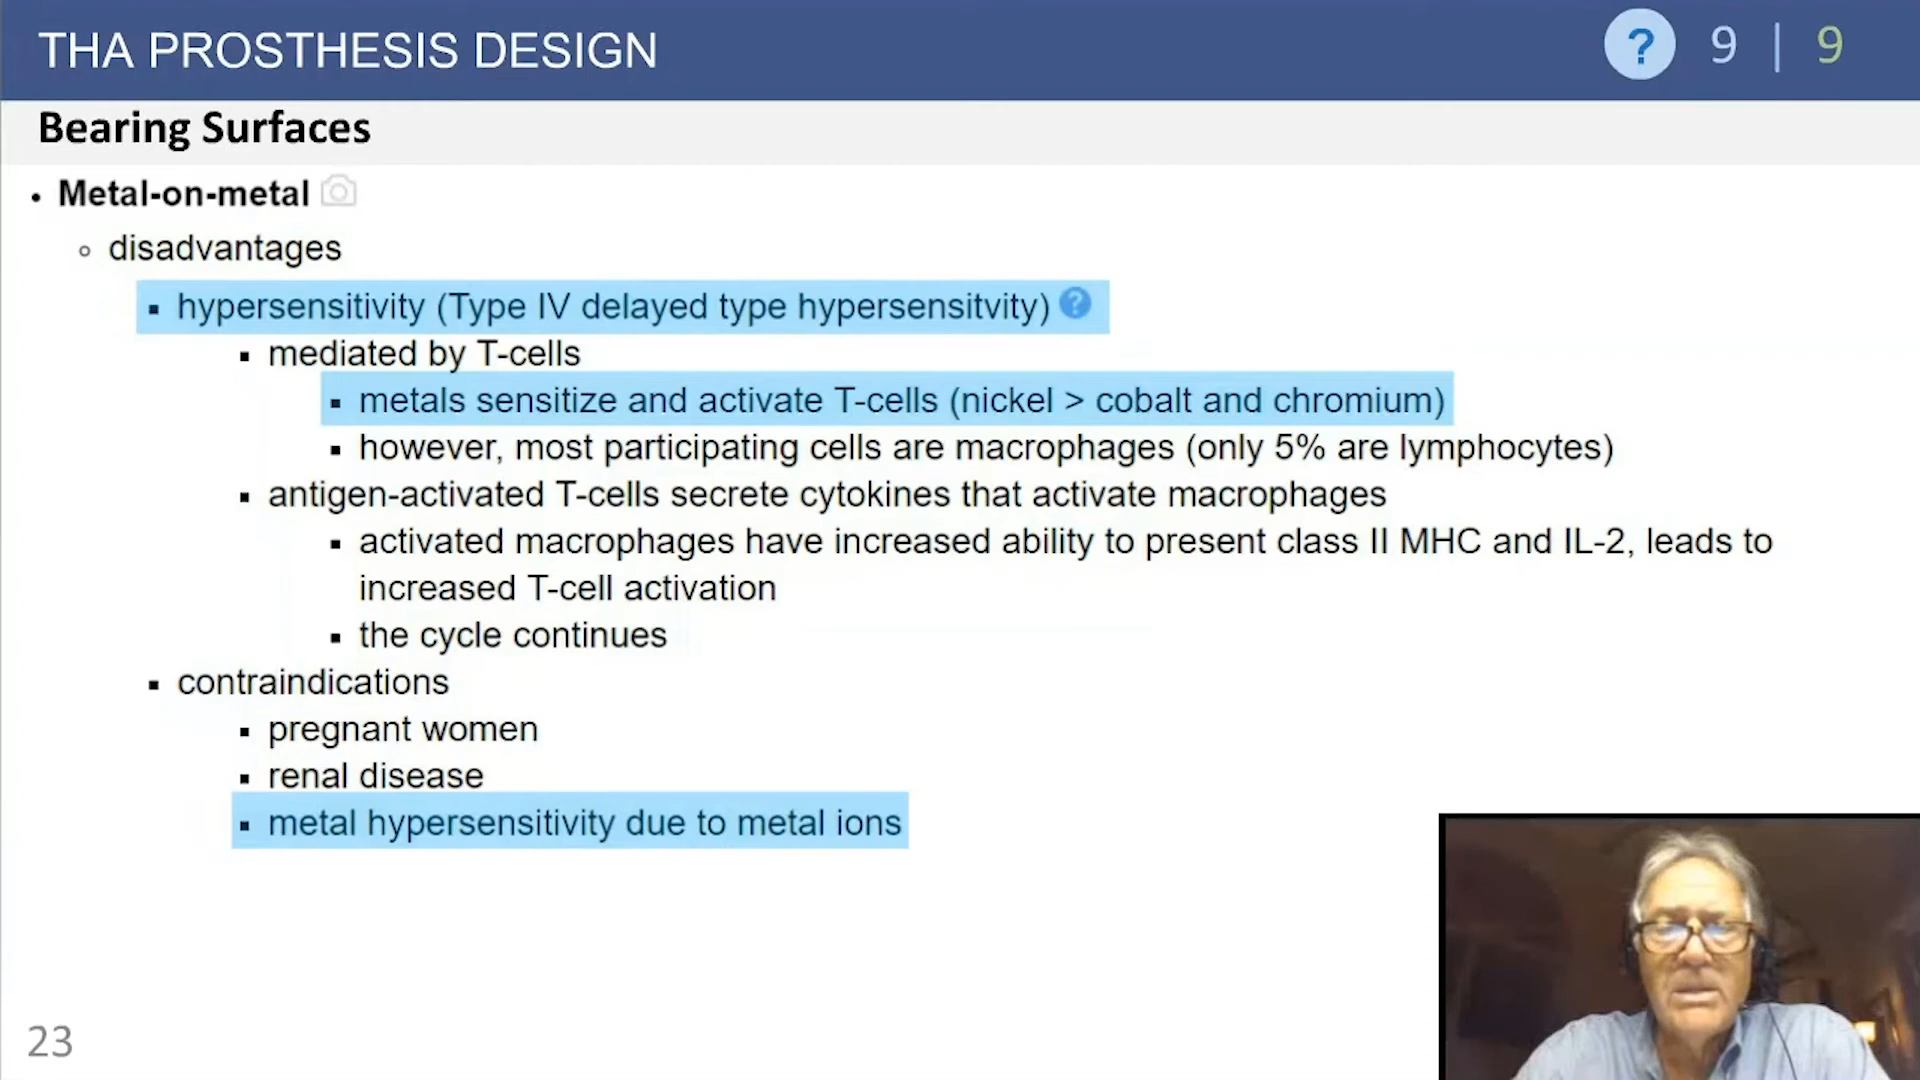 THA PROSTHESIS DESIGN
? 9 | 9
Bearing Surfaces
• Metal-on-metal
disadvantages
▪ hypersensitivity (Type IV delayed type hypersensitvity) ?
▪ mediated by T-cells
▪ metals sensitize and activate T-cells (nickel > cobalt and chromium)
▪ however, most participating cells are macrophages (only 5% are lymphocytes)
▪ antigen-activated T-cells secrete cytokines that activate macrophages
▪ activated macrophages have increased ability to present class II MHC and IL-2, leads to
increased T-cell activation
▪ the cycle continues
▪ contraindications
▪ pregnant women
▪ renal disease
▪ metal hypersensitivity due to metal ions
23